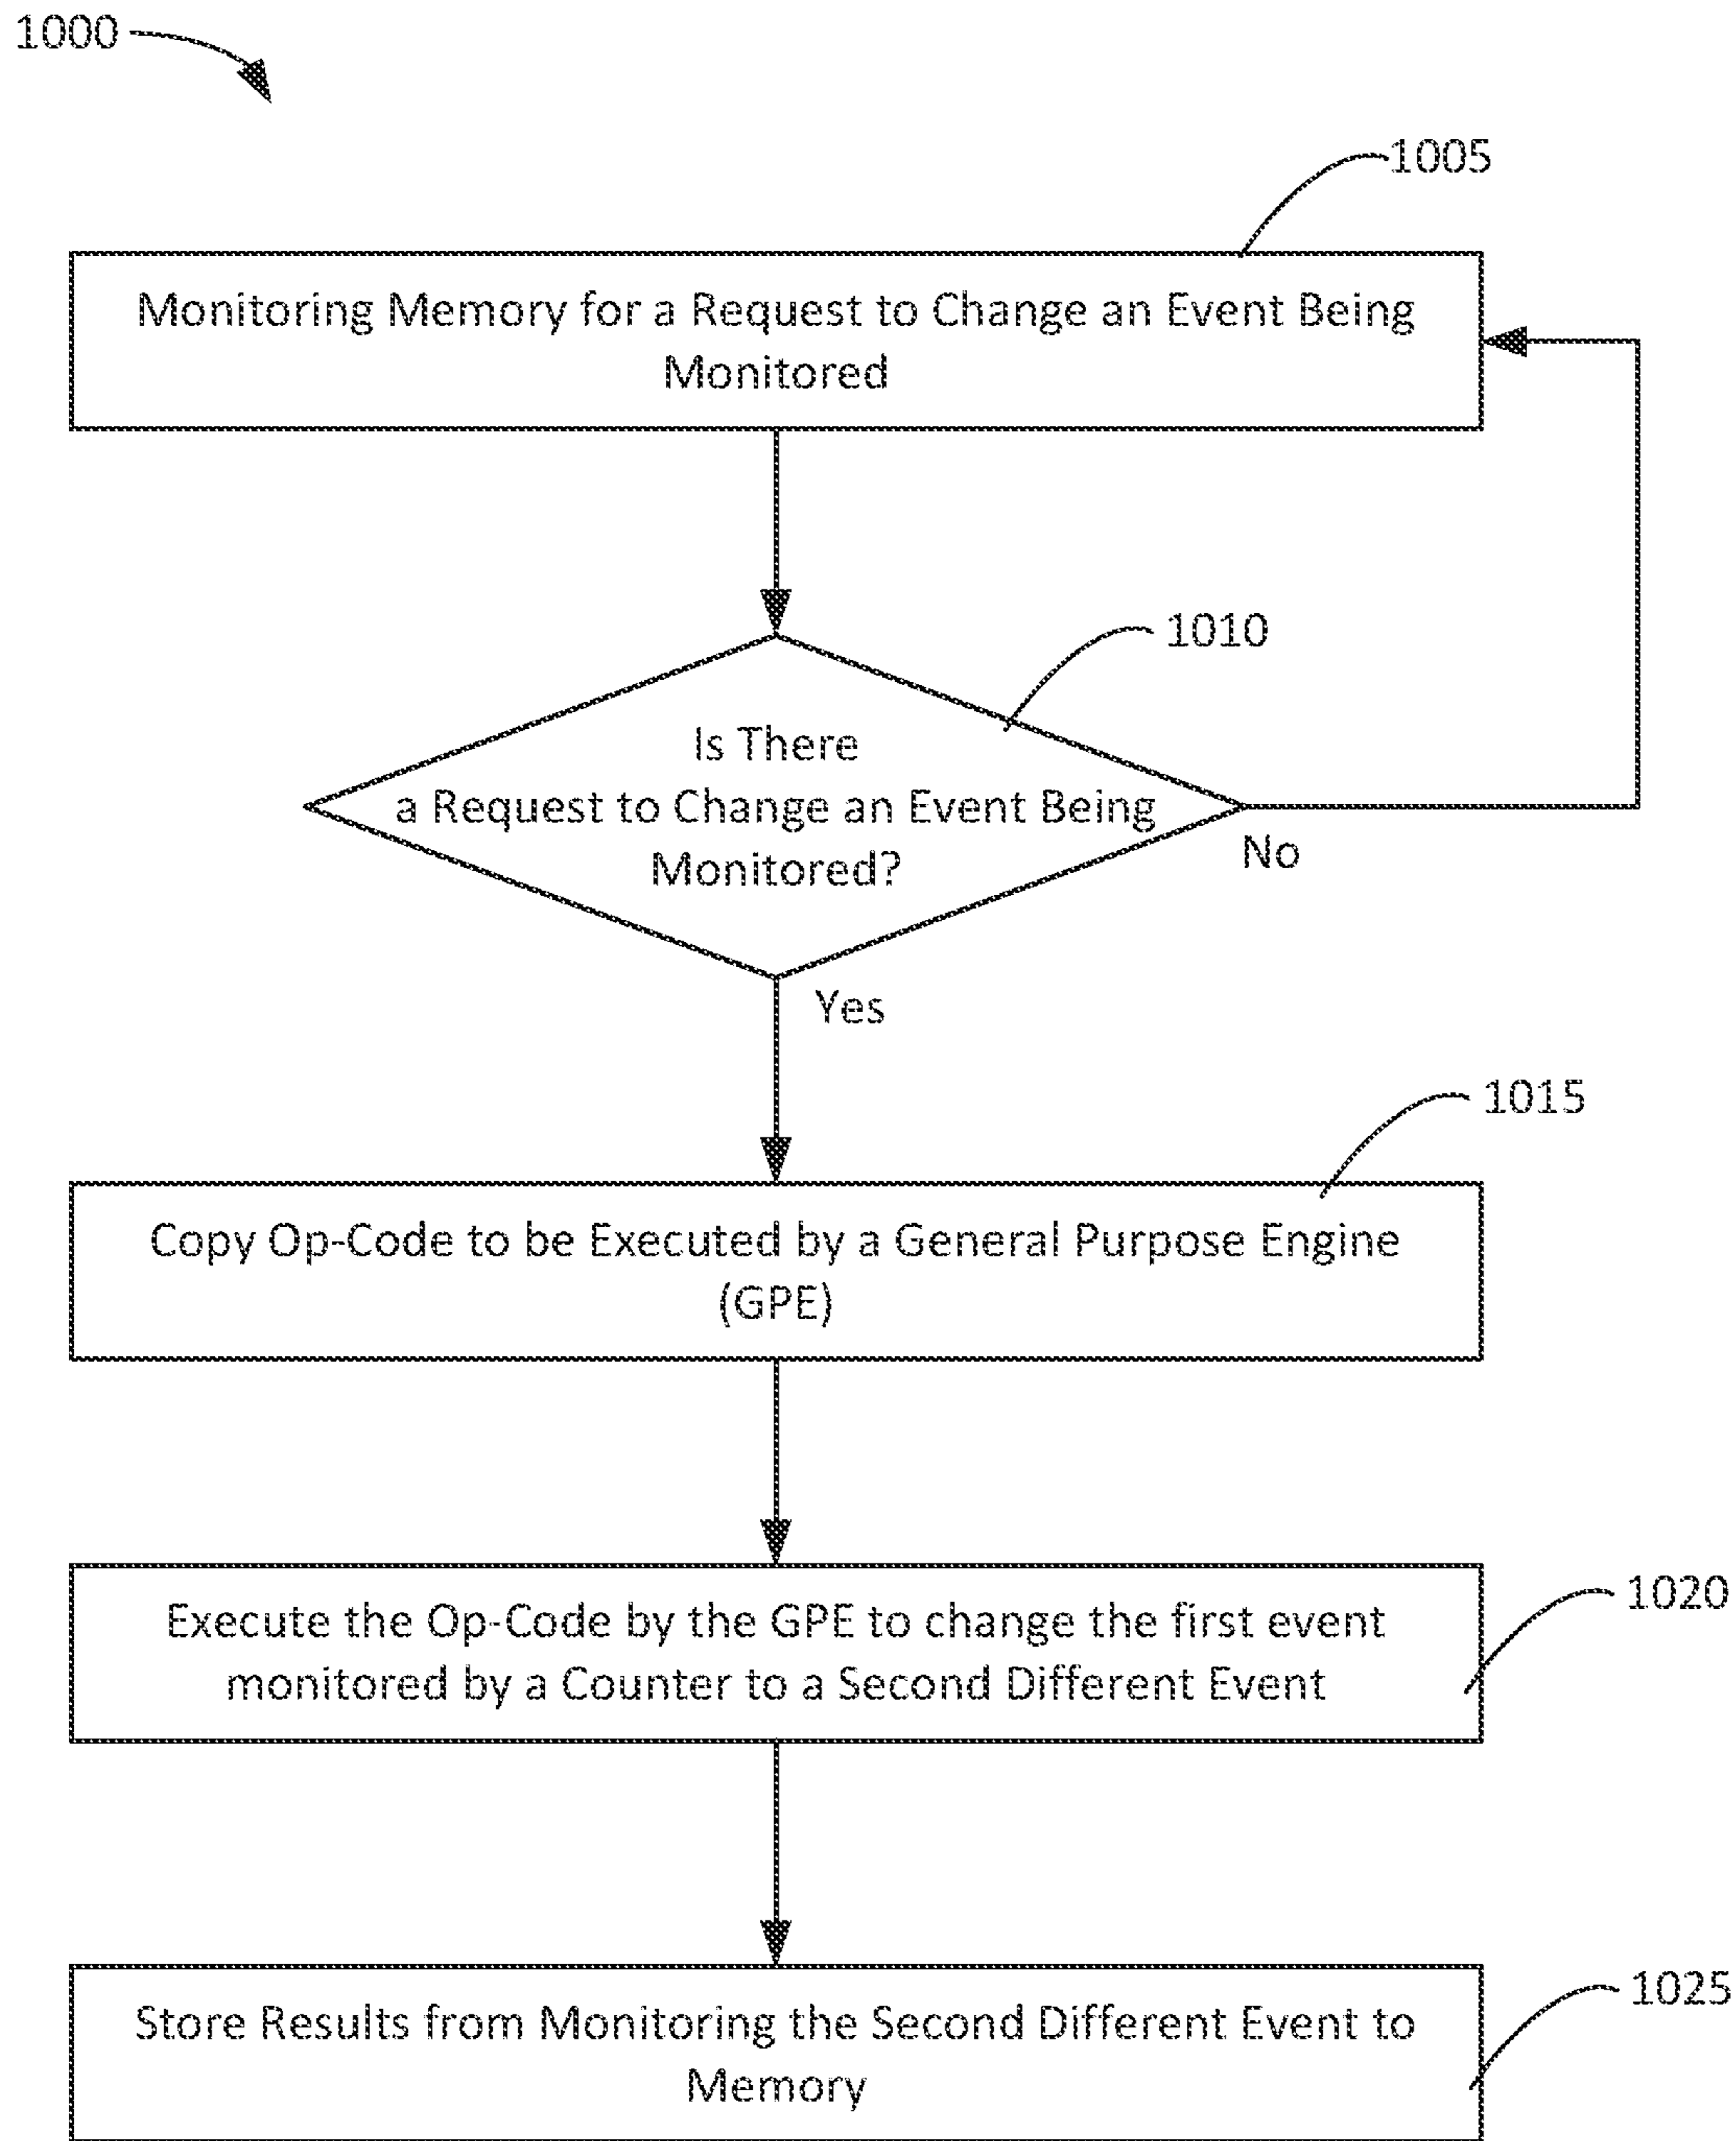 1000
1005
Monitoring Memory for a Request to Change an Event Being
Monitored
1010
Is There
a Request to Change an Event Being
Monitored?
No
Yes
1015
Copy Op-Code to be Executed by a General Purpose Engine
(GPE)
1020
Execute the Op-Code by the GPE to change the first event
monitored by a Counter to a Second Different Event
1025
Store Results from Monitoring the Second Different Event to
Memory